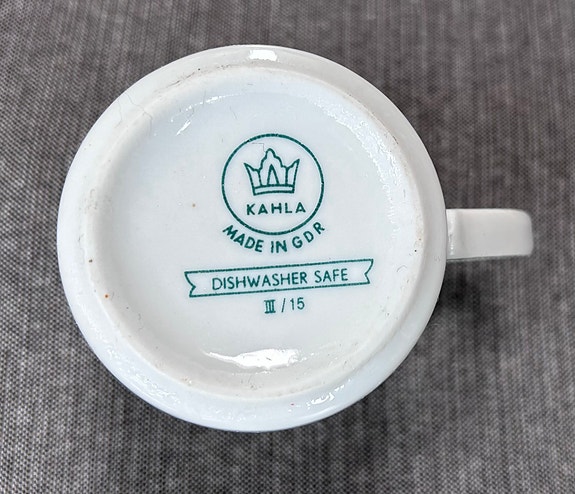 KAHLA
MADE IN GDR
DISHWASHER SAFE
III / 15